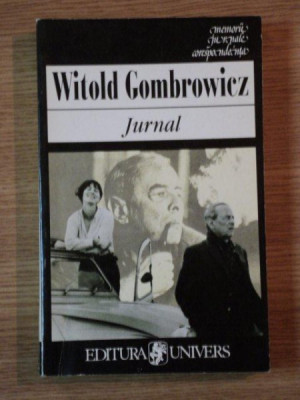 memorii
jurnale
corespondență
Witold Gombrowicz
Jurnal
EDITURA UNIVERS